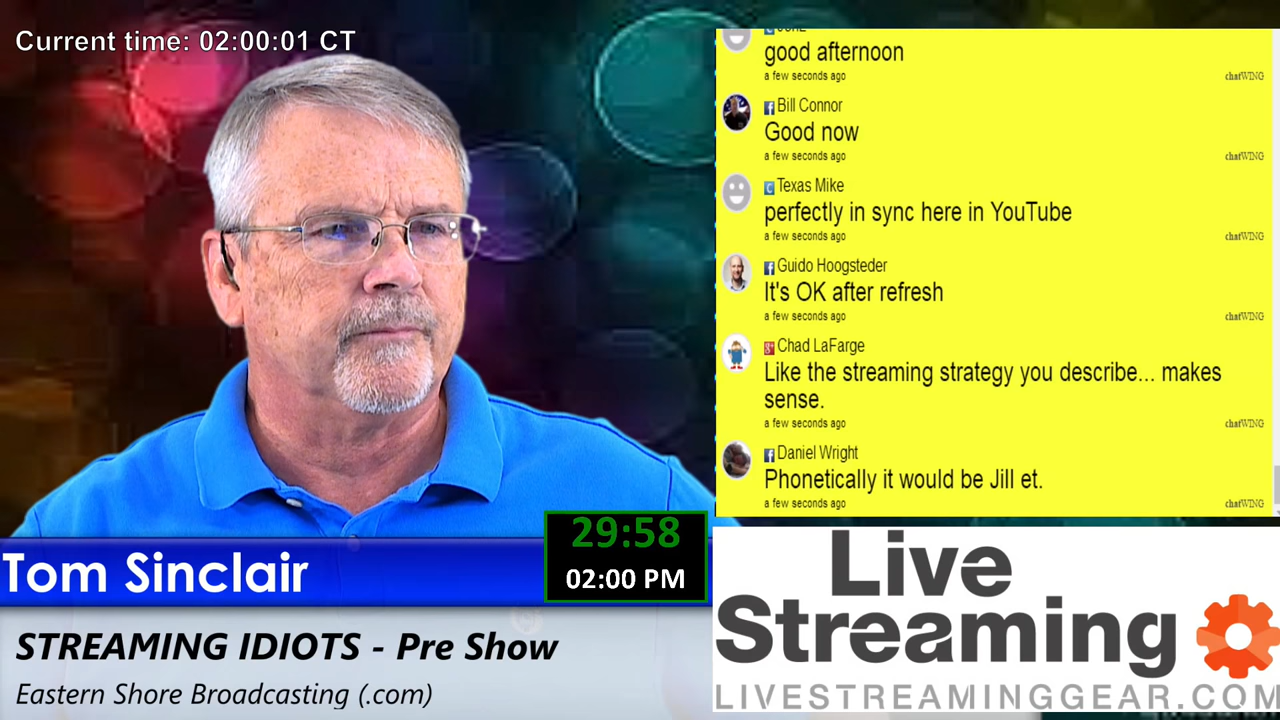 Current time: 02:00:01 CT
good afternoon
a few seconds ago
chatWING
Bill Connor
Good now
a few seconds ago
chatWING
Texas Mike
perfectly in sync here in YouTube
a few seconds ago
chatWING
Guido Hoogsteder
It's OK after refresh
a few seconds ago
chatWING
Chad LaFarge
Like the streaming strategy you describe... makes
sense.
a few seconds ago
chatWING
Daniel Wright
Phonetically it would be Jill et.
a few seconds ago
chatWING
29:58
02:00 PM
Tom Sinclair
STREAMING IDIOTS - Pre Show
Eastern Shore Broadcasting (.com)
Live
Streaming
LIVESTREAMINGGEAR.COM